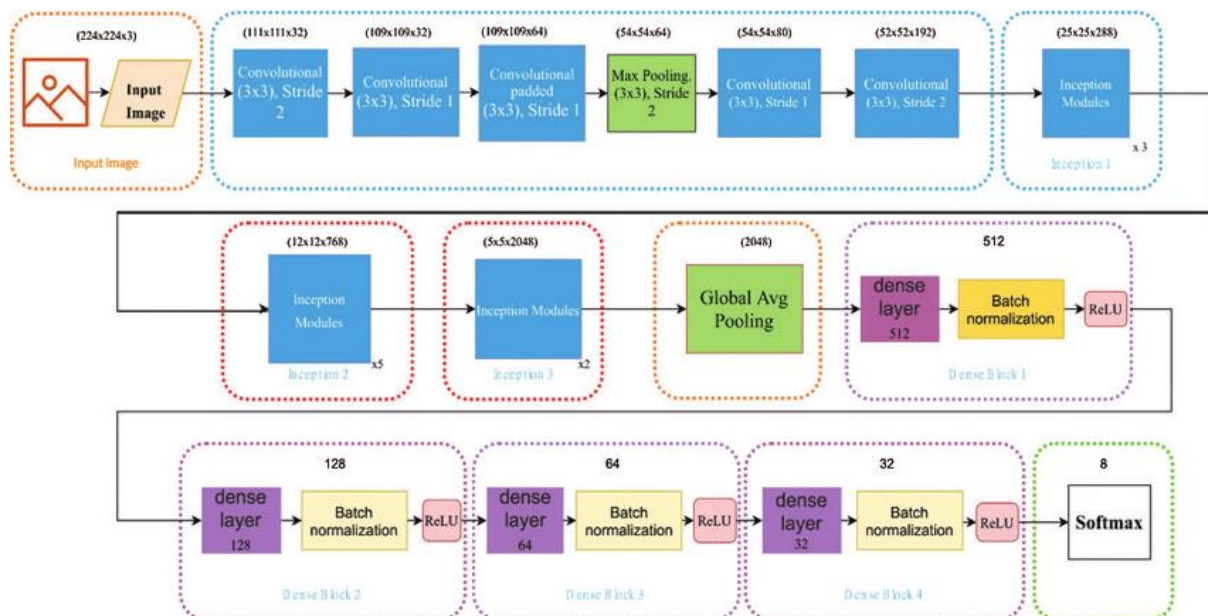 (224x224x3)
Input
Image
Input image
(111x111x32)
Convolutional
(3x3), Stride
2
(109x109x32)
Convolutional
(3x3), Stride 1
(109x109x64)
Convolutional
padded
(3x3), Stride 1
(54x54x64)
Max Pooling.
(3x3), Stride
2
(54x54x80)
Convolutional
(3x3), Stride 1
(52x52x192)
Convolutional
(3x3), Stride 2
(25x25x288)
Inception
Modules
x 3
Inception 1
(12x12x768)
Inception
Modules
x5
Inception 2
(5x5x2048)
Inception Modules
x2
Inception 3
(2048)
Global Avg
Pooling
512
dense
layer
512
Batch
normalization
ReLU
Dense Block 1
128
dense
layer
128
Batch
normalization
ReLU
Dense Block 2
64
dense
layer
64
Batch
normalization
ReLU
Dense Block 3
32
dense
layer
32
Batch
normalization
ReLU
Dense Block 4
8
Softmax